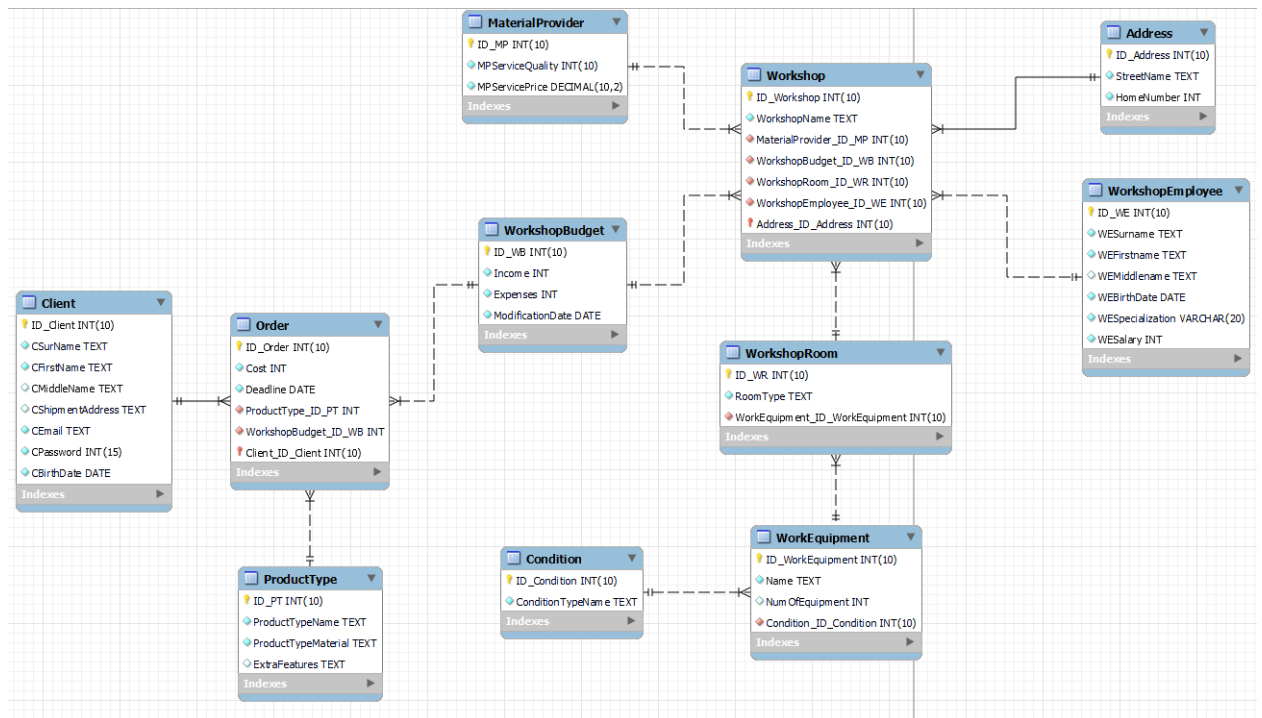 MaterialProvider
ID_MP INT(10)
MPServiceQuality INT(10)
MPServicePrice DECIMAL(10,2)
Indexes
Workshop
ID_Workshop INT(10)
WorkshopName TEXT
MaterialProvider_ID_MP INT(10)
WorkshopBudget_ID_WB INT(10)
WorkshopRoom_ID_WR INT(10)
WorkshopEmployee_ID_WE INT(10)
Address_ID_Address INT(10)
Indexes
Address
ID_Address INT(10)
StreetName TEXT
HomeNumber INT
Indexes
WorkshopEmployee
ID_WE INT(10)
WESurname TEXT
WEFirstname TEXT
WEMiddlename TEXT
WEBirthDate DATE
WESpecialization VARCHAR(20)
WESalary INT
Indexes
WorkshopBudget
ID_WB INT(10)
Income INT
Expenses INT
ModificationDate DATE
Indexes
Client
ID_Client INT(10)
CSurName TEXT
CFirstName TEXT
CMiddleName TEXT
CShipmentAddress TEXT
CEmail TEXT
CPassword INT(15)
CBirthDate DATE
Indexes
Order
ID_Order INT(10)
Cost INT
Deadline DATE
ProductType_ID_PT INT
WorkshopBudget_ID_WB INT
Client_ID_Client INT(10)
Indexes
WorkshopRoom
ID_WR INT(10)
RoomType TEXT
WorkEquipment_ID_WorkEquipment INT(10)
Indexes
ProductType
ID_PT INT(10)
ProductTypeName TEXT
ProductTypeMaterial TEXT
ExtraFeatures TEXT
Indexes
Condition
ID_Condition INT(10)
ConditionTypeName TEXT
Indexes
WorkEquipment
ID_WorkEquipment INT(10)
Name TEXT
NumOfEquipment INT
Condition_ID_Condition INT(10)
Indexes